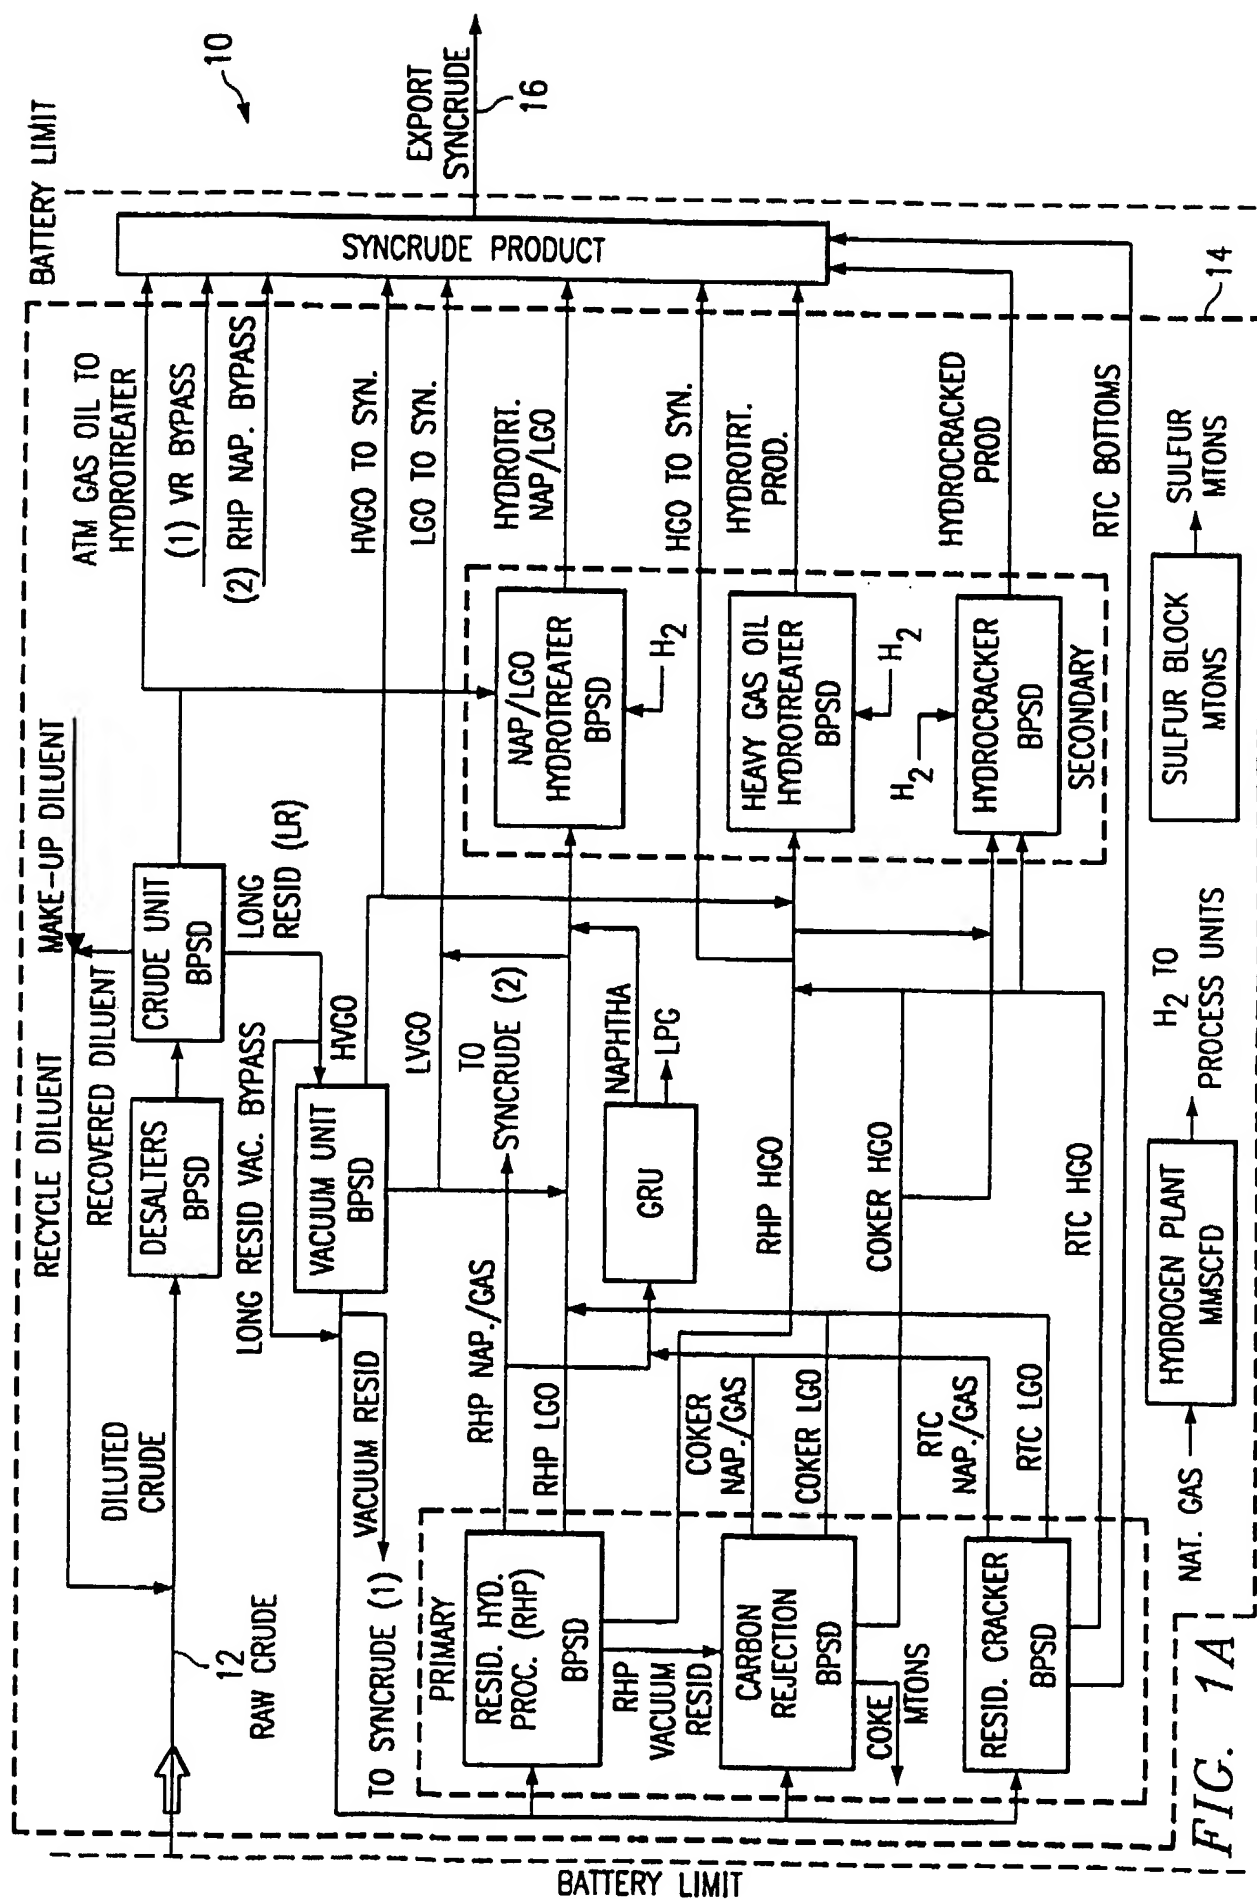 BATTERY LIMIT
10
EXPORT
SYNCRUDE
16
SYNCRUDE PRODUCT
14
ATM GAS OIL TO
HYDROTREATER
(1) VR BYPASS
(2) RHP NAP. BYPASS
HVGO TO SYN.
LGO TO SYN.
HYDROTRT.
NAP/LGO
HGO TO SYN.
HYDROTRT.
PROD.
HYDROCRACKED
PROD
RTC BOTTOMS
RECYCLE DILUENT
MAKE-UP DILUENT
RECOVERED DILUENT
DILUTED
CRUDE
12
RAW CRUDE
DESALTERS
BPSD
CRUDE UNIT
BPSD
LONG
RESID (LR)
LONG RESID VAC. BYPASS
HVGO
VACUUM UNIT
BPSD
LVGO
VACUUM RESID
TO SYNCRUDE (1)
TO
SYNCRUDE (2)
RHP NAP./GAS
RHP LGO
NAPHTHA
LPG
GRU
NAP/LGO
HYDROTREATER
BPSD
H2
HEAVY GAS OIL
HYDROTREATER
BPSD
H2
H2
HYDROCRACKER
BPSD
SECONDARY
PRIMARY
RESID. HYD.
PROC. (RHP)
BPSD
RHP
VACUUM
RESID
RHP HGO
CARBON
REJECTION
BPSD
COKER
NAP./GAS
COKER LGO
COKER HGO
COKE
MTONS
RESID. CRACKER
BPSD
RTC
NAP./GAS
RTC LGO
RTC HGO
NAT. GAS
HYDROGEN PLANT
MMSCFD
H2 TO
PROCESS UNITS
SULFUR BLOCK
MTONS
SULFUR
MTONS
BATTERY LIMIT
FIG. 1A